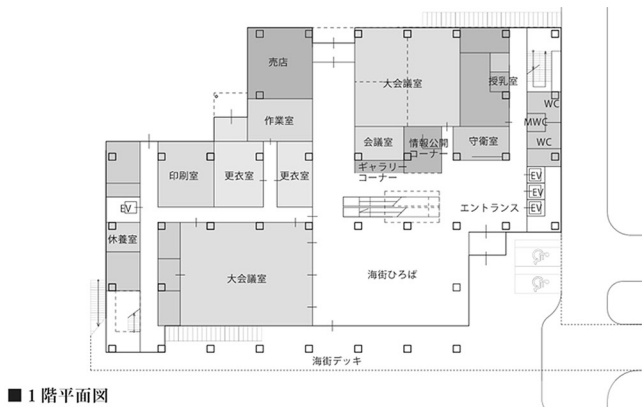 売店
大会議室
授乳室
WC
作業室
MWC
会議室
情報公開
コーナー
守衛室
WC
ギャラリー
コーナー
印刷室
更衣室
更衣室
EV
EV
EV
EV
エントランス
休養室
大会議室
海街ひろば
海街デッキ
■ 1 階平面図